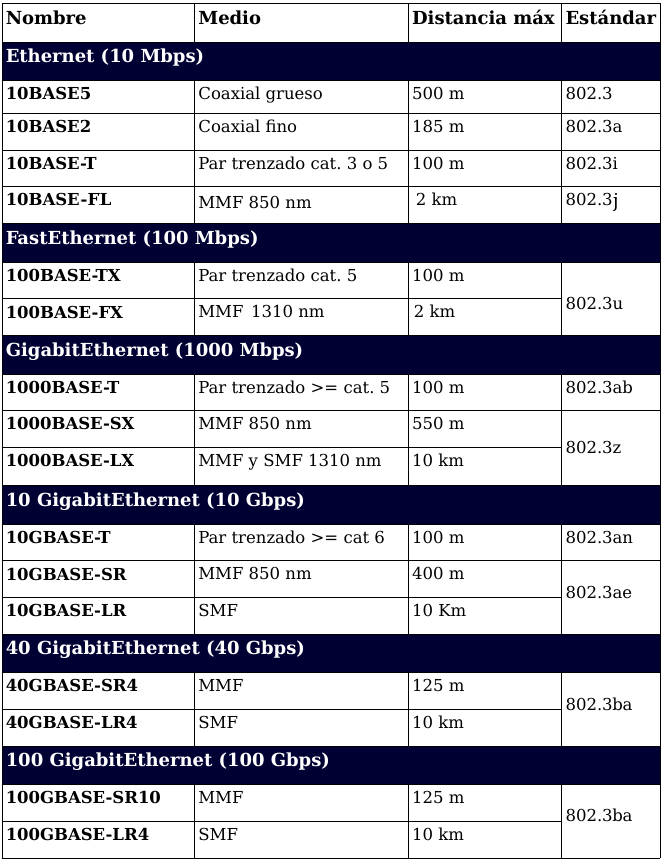 Nombre Medio Distancia máx Estándar
Ethernet (10 Mbps)
10BASE5 Coaxial grueso 500 m 802.3
10BASE2 Coaxial fino 185 m 802.3a
10BASE-T Par trenzado cat. 3 o 5 100 m 802.3i
10BASE-FL MMF 850 nm 2 km 802.3j
FastEthernet (100 Mbps)
100BASE-TX Par trenzado cat. 5 100 m
802.3u
100BASE-FX MMF 1310 nm 2 km
GigabitEthernet (1000 Mbps)
1000BASE-T Par trenzado >= cat. 5 100 m 802.3ab
1000BASE-SX MMF 850 nm 550 m
802.3z
1000BASE-LX MMF y SMF 1310 nm 10 km
10 GigabitEthernet (10 Gbps)
10GBASE-T Par trenzado >= cat 6 100 m 802.3an
10GBASE-SR MMF 850 nm 400 m
802.3ae
10GBASE-LR SMF 10 Km
40 GigabitEthernet (40 Gbps)
40GBASE-SR4 MMF 125 m
802.3ba
40GBASE-LR4 SMF 10 km
100 GigabitEthernet (100 Gbps)
100GBASE-SR10 MMF 125 m
802.3ba
100GBASE-LR4 SMF 10 km